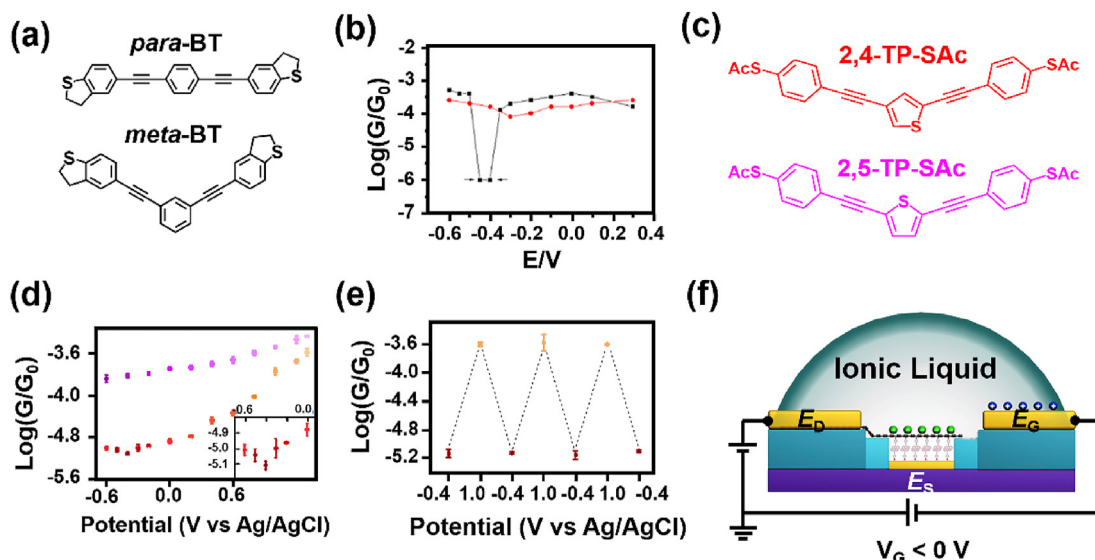 (a)
para-BT
S
S
meta-BT
S
S
(b)
Log(G/G0)
-2
-3
-4
-5
-6
-7
-0.6 -0.4 -0.2 0.0 0.2 0.4
E/V
(c)
2,4-TP-SAc
AcS
SAc
S
2,5-TP-SAc
AcS
S
SAc
(d)
Log(G/G0)
-3.6
-4.0
-4.8
-5.6
-0.6 0.0 0.6
-0.6 0.0
-4.9
-5.0
-5.1
Potential (V vs Ag/AgCl)
(e)
Log(G/G0)
-3.6
-4.0
-4.4
-4.8
-5.2
-0.4 1.0 -0.4 1.0 -0.4 1.0 -0.4
Potential (V vs Ag/AgCl)
(f)
Ionic Liquid
ED
EG
ES
VG < 0 V